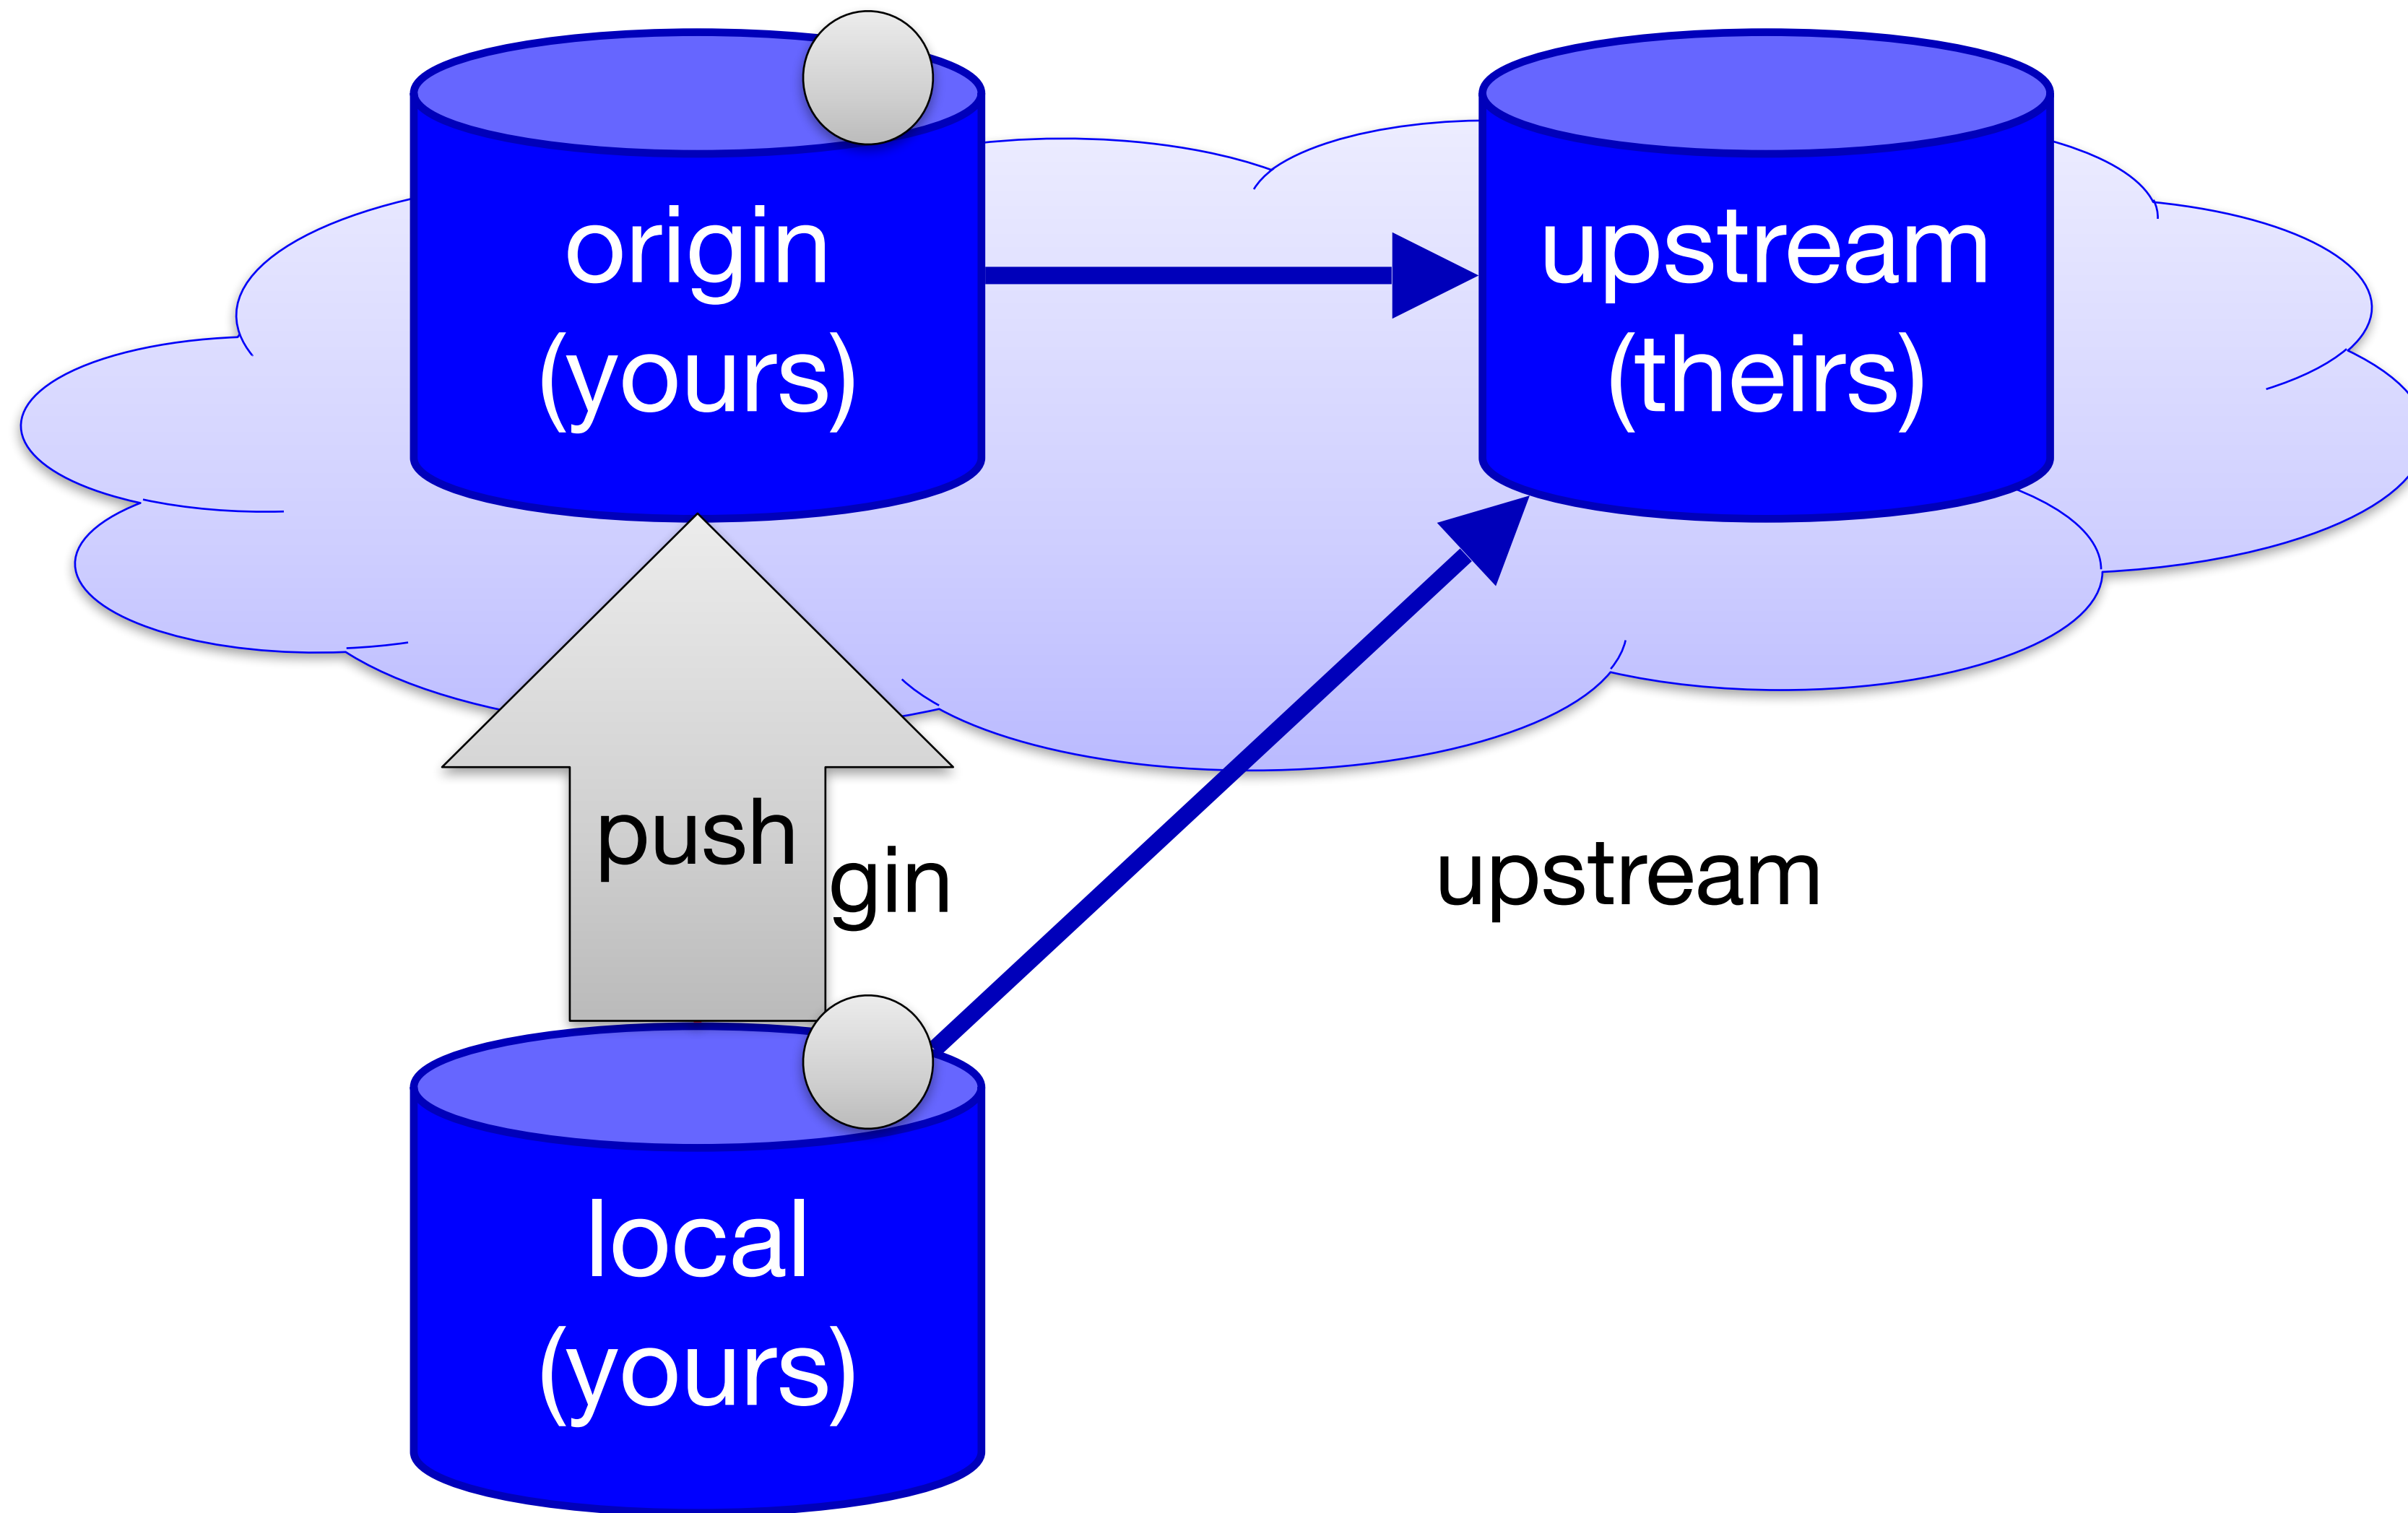 origin
(yours)
upstream
(theirs)
push
gin
upstream
local
(yours)